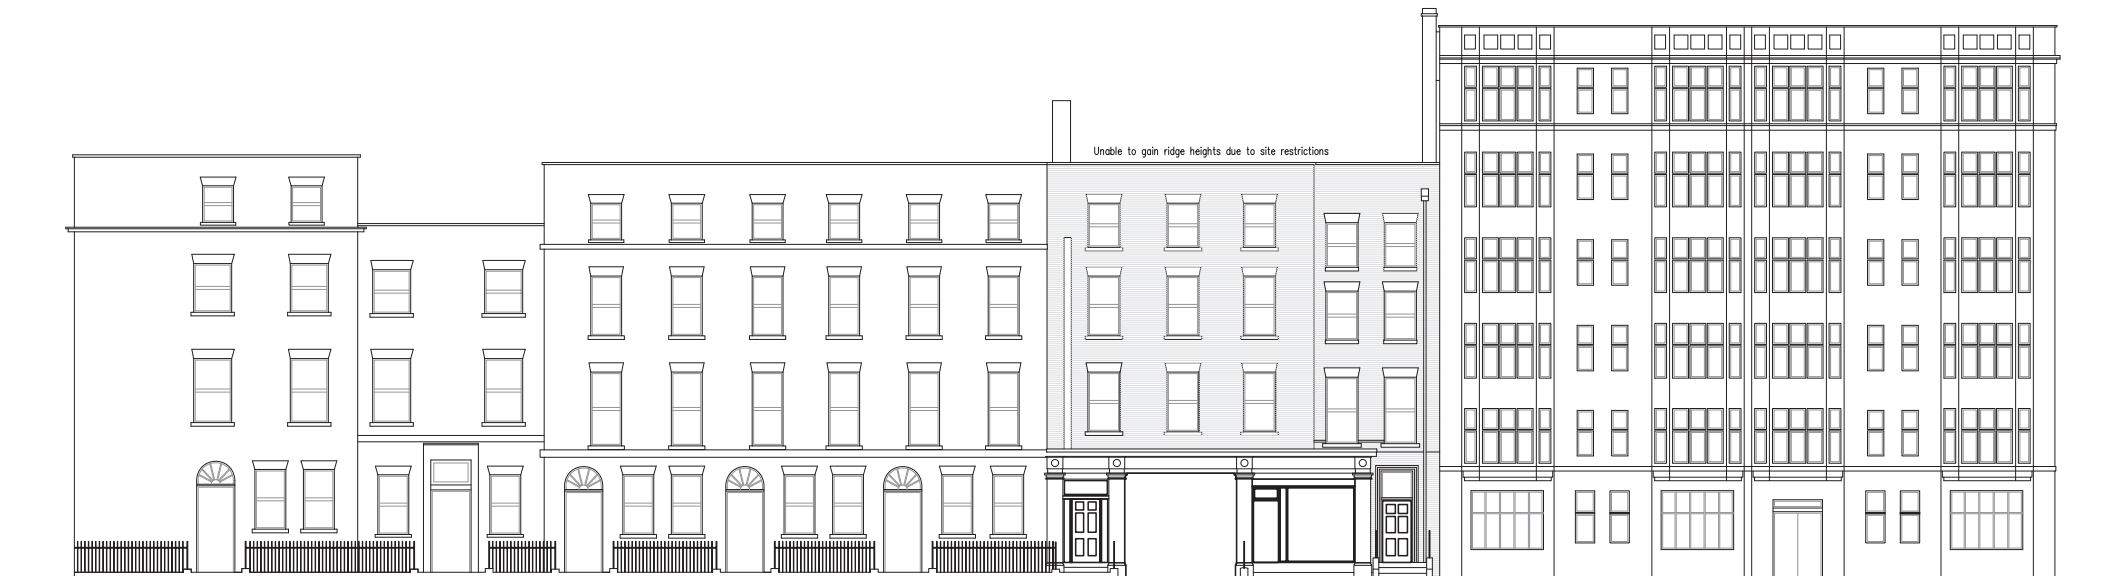 Unable to gain ridge heights due to site restrictions